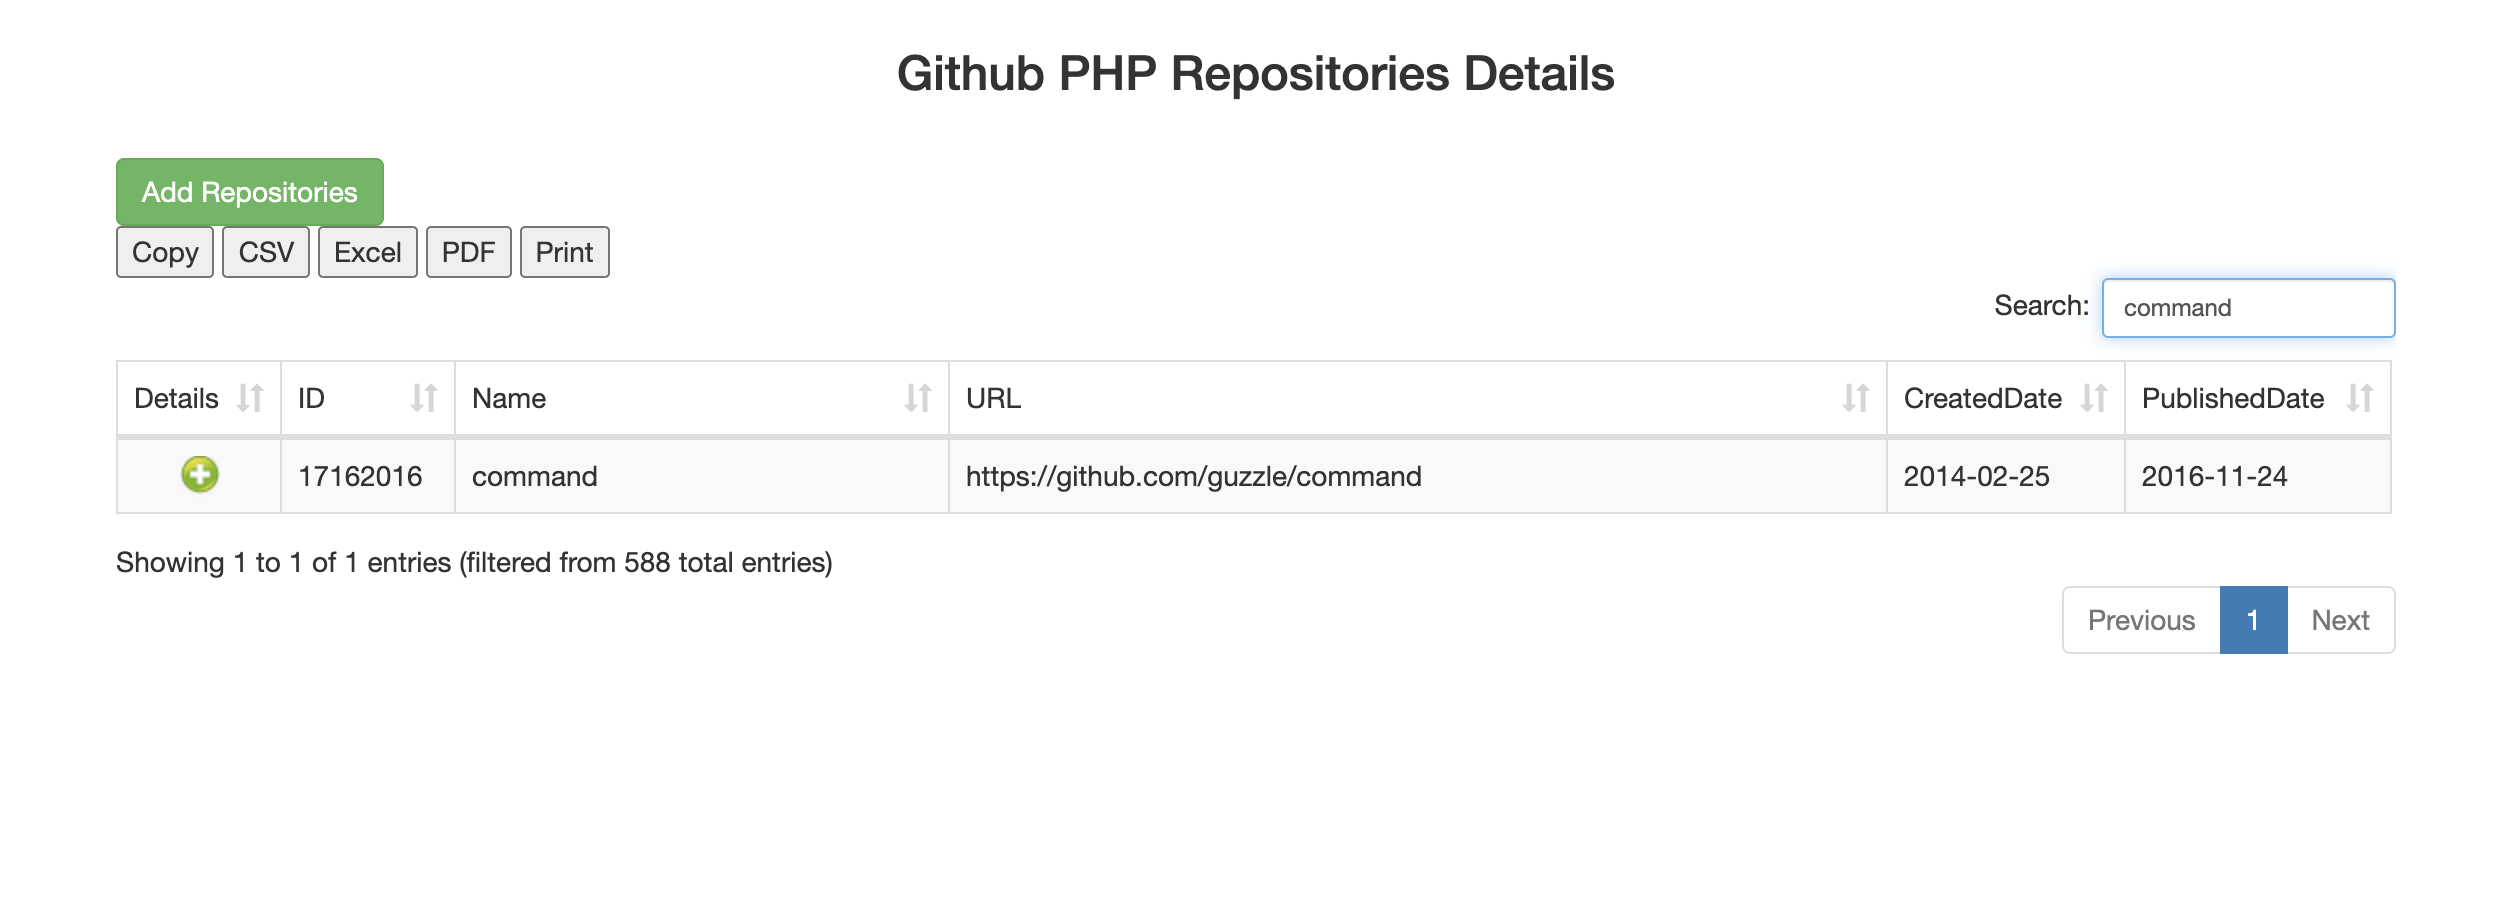 Github PHP Repositories Details
Add Repositories
Copy CSV Excel PDF Print
Search: command
Details ID Name URL CreatedDate PublishedDate
17162016 command https://github.com/guzzle/command 2014-02-25 2016-11-24
Showing 1 to 1 of 1 entries (filtered from 588 total entries)
Previous 1 Next